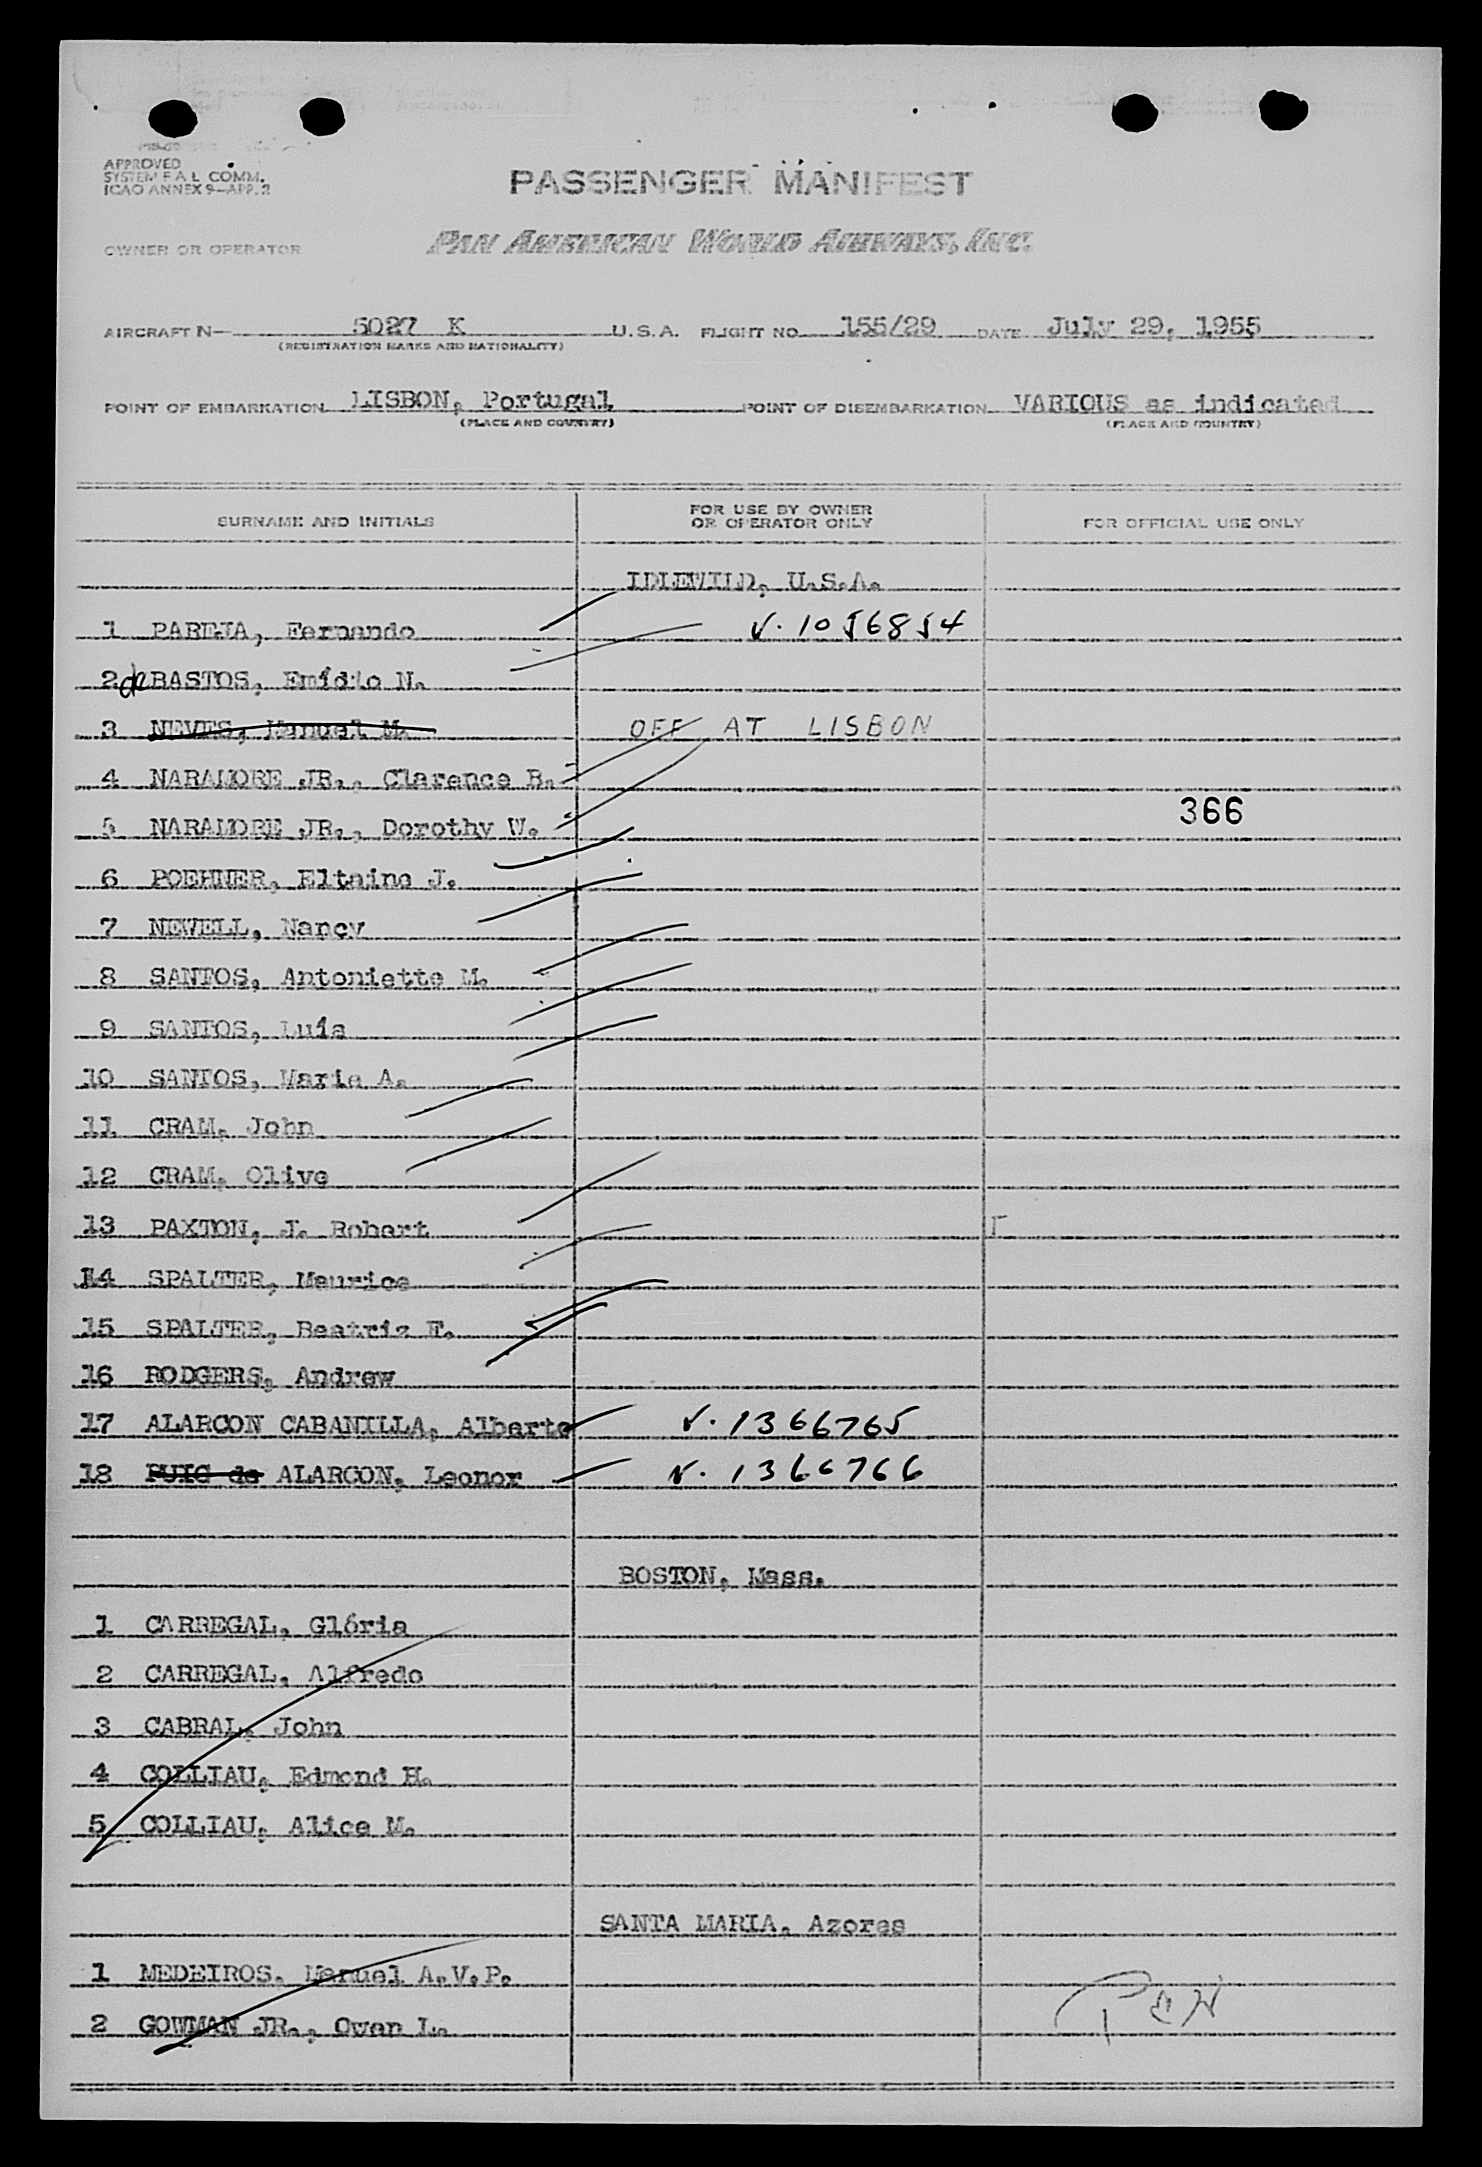 APPROVED
SYSTEM F A L COMM.
ICAO ANNEX 9—APP. 2
PASSENGER MANIFEST
OWNER OR OPERATOR PAN AMERICAN WORLD AIRWAYS, INC.
AIRCRAFT N— 5027 K U. S. A. FLIGHT NO. 155/29 DATE July 29, 1955
(REGISTRATION MARKS AND NATIONALITY)
POINT OF EMBARKATION LISBON, Portugal POINT OF DISEMBARKATION VARIOUS as indicated
(PLACE AND COUNTRY) (PLACE AND COUNTRY)
SURNAME AND INITIALS FOR USE BY OWNER OR OPERATOR ONLY FOR OFFICIAL USE ONLY
IDLEWILD, U.S.A.
1 PAREJA, Fernando V. 1056854
2 BASTOS, Emídio N.
3 NEVES, Manuel M. OFF AT LISBON
4 NARAMORE JR., Clarence B.
366
5 NARAMORE JR., Dorothy W.
6 POEHNER, Eltaine J.
7 NEWELL, Nancy
8 SANTOS, Antoniette M.
9 SANTOS, Luís
10 SANTOS, Maria A.
11 CRAM, John
12 CRAM, Olive
13 PAXTON, J. Robert
14 SPALTER, Maurice
15 SPALTER, Beatriz F.
16 RODGERS, Andrew
17 ALARCON CABANILLA, Alberto V. 1366765
18 PUIG de ALARCON, Leonor V. 1366766
BOSTON, Mass.
1 CARREGAL, Glória
2 CARREGAL, Alfredo
3 CABRAL, John
4 COLLIAU, Edmond H.
5 COLLIAU, Alice M.
SANTA MARIA, Azores
1 MEDEIROS, Manuel A.V.P.
2 GOWMAN JR., Owen L.